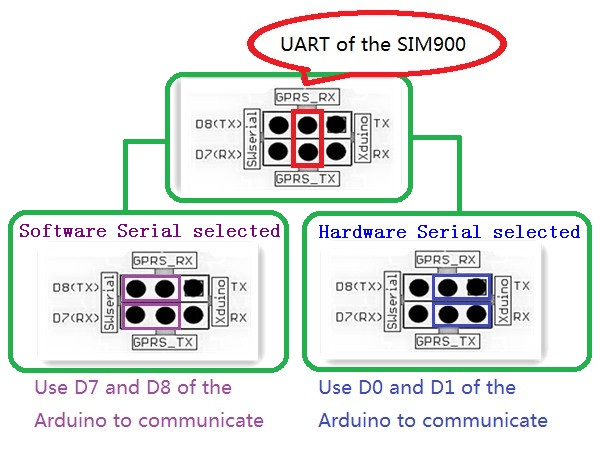 UART of the SIM900
GPRS_RX
D8(TX) SWserial Xduino TX
D7(RX) RX
GPRS_TX
Software Serial selected
GPRS_RX
D8(TX) SWserial Xduino TX
D7(RX) RX
GPRS_TX
Use D7 and D8 of the
Arduino to communicate
Hardware Serial selected
GPRS_RX
D8(TX) SWserial Xduino TX
D7(RX) RX
GPRS_TX
Use D0 and D1 of the
Arduino to communicate